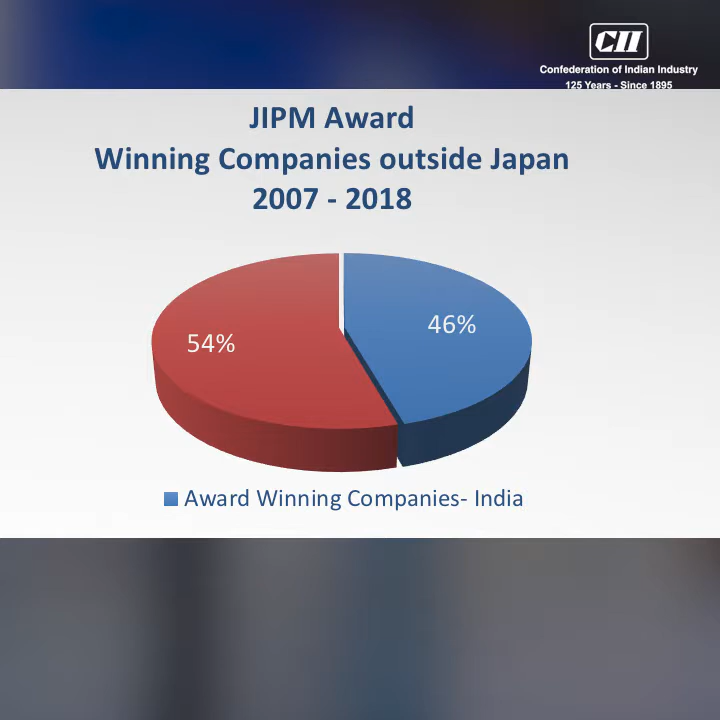 CII
Confederation of Indian Industry
125 Years - Since 1895
JIPM Award
Winning Companies outside Japan
2007 - 2018
46%
54%
Award Winning Companies- India